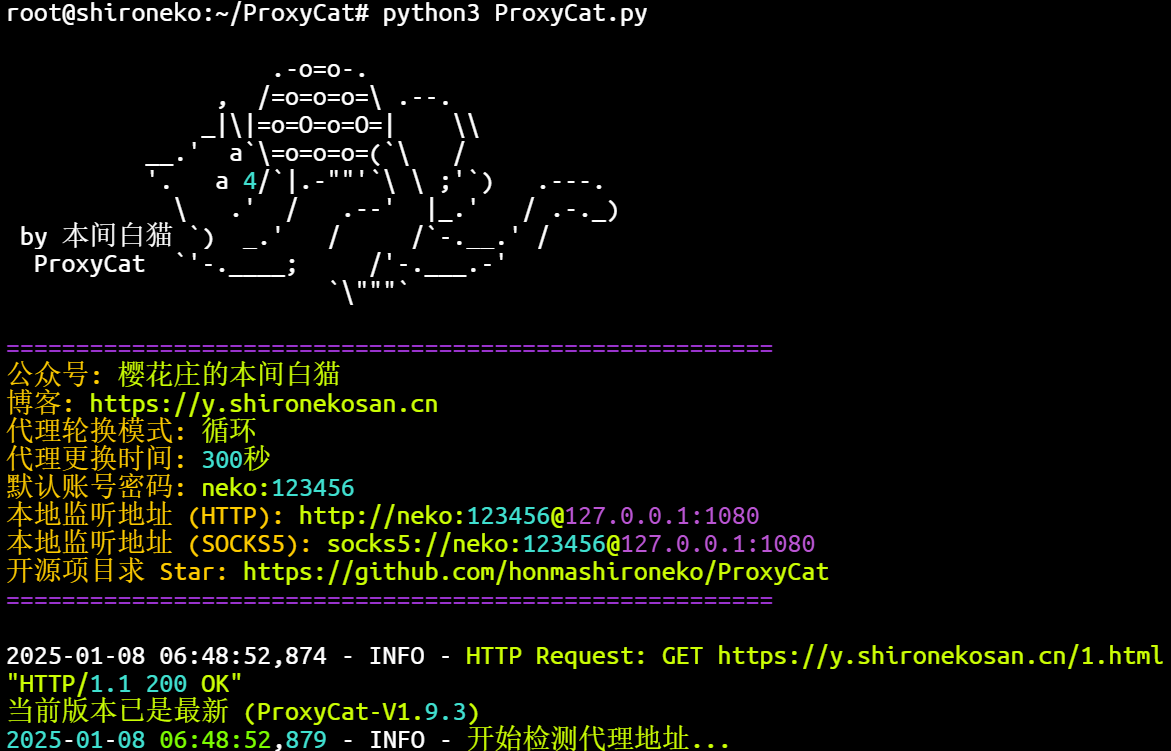 root@shironeko:~/ProxyCat# python3 ProxyCat.py
                   .-o=o-.
               ,  /=o=o=o=\ .--.
              _|\|=o=O=o=O=|    \\
          __.'  a`\=o=o=o=(`\   /
          '.   a 4/`|.-""'`\ \ ;'`)   .---.
            \   .'  /   .--'  |_.'   / .-._)
 by 本间白猫 `)  _.'   /     /`-.__.' /
  ProxyCat  `'-.____;     /'-.___.-'
                       `\"""`
=======================================================
公众号: 樱花庄的本间白猫
博客: https://y.shironekosan.cn
代理轮换模式: 循环
代理更换时间: 300秒
默认账号密码: neko:123456
本地监听地址 (HTTP): http://neko:123456@127.0.0.1:1080
本地监听地址 (SOCKS5): socks5://neko:123456@127.0.0.1:1080
开源项目求 Star: https://github.com/honmashironeko/ProxyCat
=======================================================
2025-01-08 06:48:52,874 - INFO - HTTP Request: GET https://y.shironekosan.cn/1.html
"HTTP/1.1 200 OK"
当前版本已是最新 (ProxyCat-V1.9.3)
2025-01-08 06:48:52,879 - INFO - 开始检测代理地址...